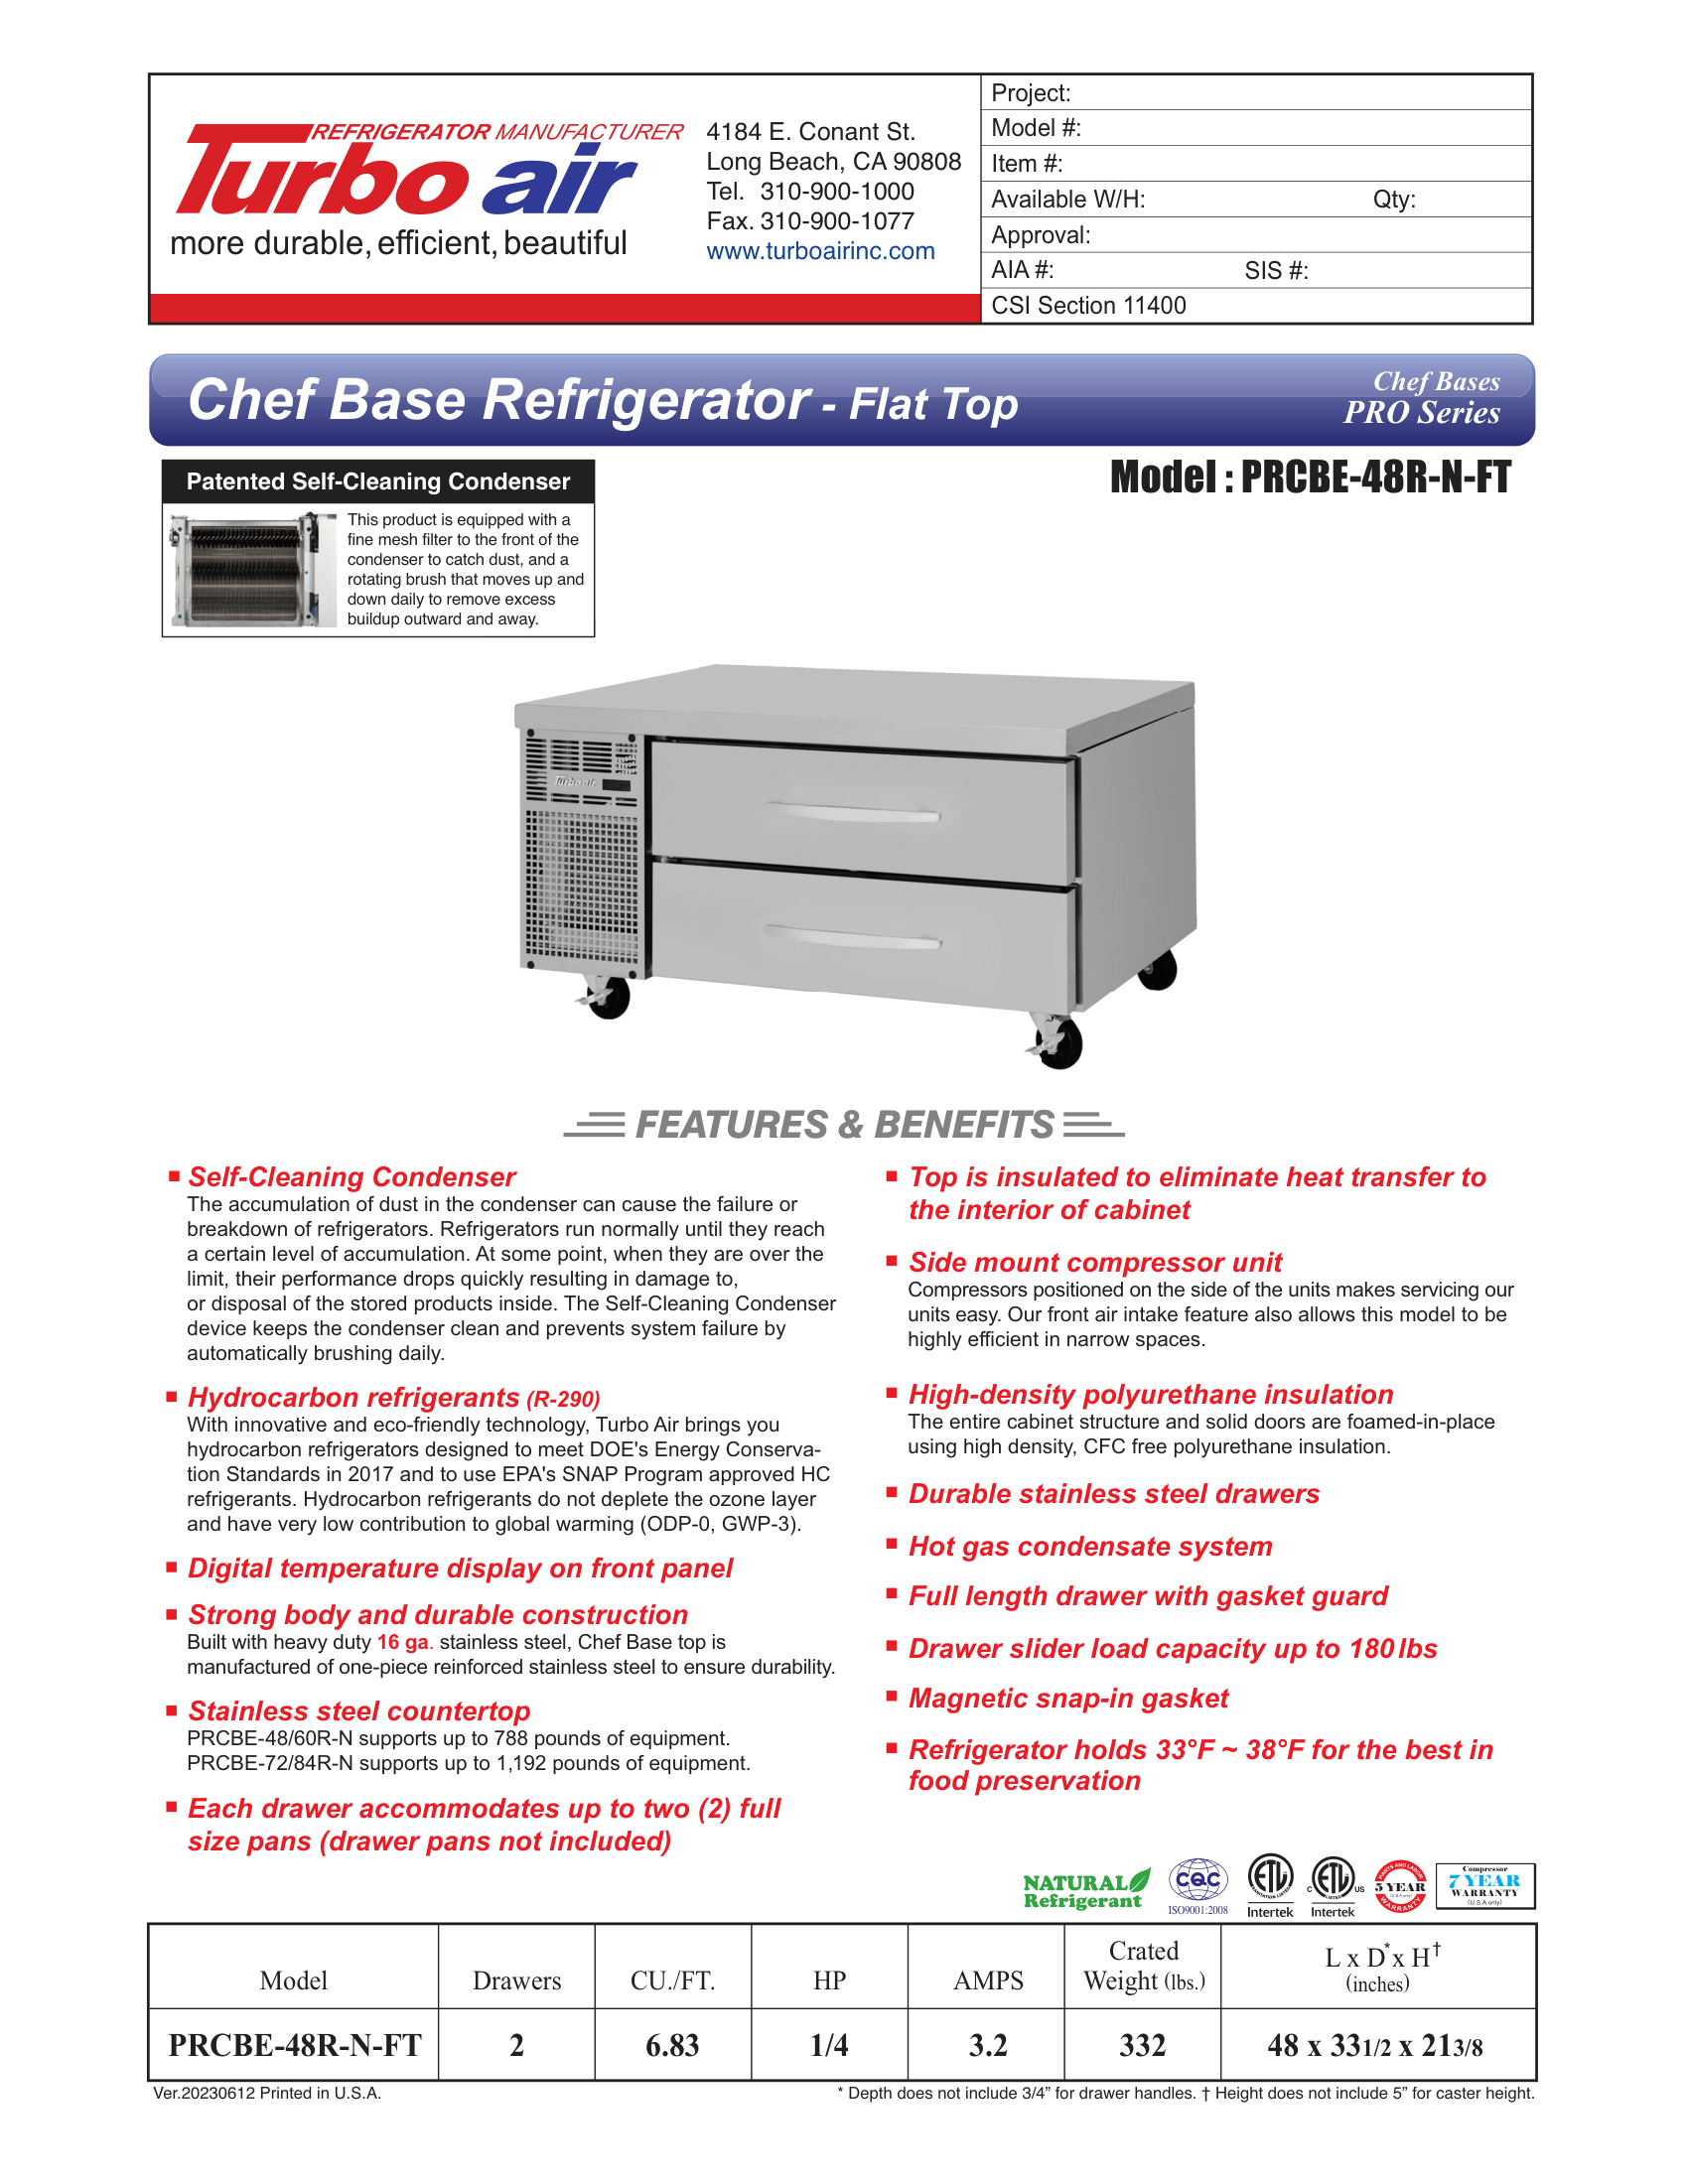 REFRIGERATOR MANUFACTURER
Turbo air
more durable, efficient, beautiful
4184 E. Conant St.
Long Beach, CA 90808
Tel. 310-900-1000
Fax. 310-900-1077
www.turboairinc.com
Project:
Model #:
Item #:
Available W/H: Qty:
Approval:
AIA #: SIS #:
CSI Section 11400
Chef Base Refrigerator - Flat Top
Chef Bases
PRO Series
Patented Self-Cleaning Condenser
This product is equipped with a
fine mesh filter to the front of the
condenser to catch dust, and a
rotating brush that moves up and
down daily to remove excess
buildup outward and away.
Model : PRCBE-48R-N-FT
Turbo air
FEATURES & BENEFITS
Self-Cleaning Condenser
The accumulation of dust in the condenser can cause the failure or
breakdown of refrigerators. Refrigerators run normally until they reach
a certain level of accumulation. At some point, when they are over the
limit, their performance drops quickly resulting in damage to,
or disposal of the stored products inside. The Self-Cleaning Condenser
device keeps the condenser clean and prevents system failure by
automatically brushing daily.
Hydrocarbon refrigerants (R-290)
With innovative and eco-friendly technology, Turbo Air brings you
hydrocarbon refrigerators designed to meet DOE's Energy Conserva-
tion Standards in 2017 and to use EPA's SNAP Program approved HC
refrigerants. Hydrocarbon refrigerants do not deplete the ozone layer
and have very low contribution to global warming (ODP-0, GWP-3).
Digital temperature display on front panel
Strong body and durable construction
Built with heavy duty 16 ga. stainless steel, Chef Base top is
manufactured of one-piece reinforced stainless steel to ensure durability.
Stainless steel countertop
PRCBE-48/60R-N supports up to 788 pounds of equipment.
PRCBE-72/84R-N supports up to 1,192 pounds of equipment.
Each drawer accommodates up to two (2) full
size pans (drawer pans not included)
Top is insulated to eliminate heat transfer to
the interior of cabinet
Side mount compressor unit
Compressors positioned on the side of the units makes servicing our
units easy. Our front air intake feature also allows this model to be
highly efficient in narrow spaces.
High-density polyurethane insulation
The entire cabinet structure and solid doors are foamed-in-place
using high density, CFC free polyurethane insulation.
Durable stainless steel drawers
Hot gas condensate system
Full length drawer with gasket guard
Drawer slider load capacity up to 180 lbs
Magnetic snap-in gasket
Refrigerator holds 33°F ~ 38°F for the best in
food preservation
NATURAL
Refrigerant
CQC
ISO9001:2008
ETL
SANITATION LISTED
Intertek
C ETL US
LISTED
Intertek
PARTS AND LABOR
5 YEAR
(U.S.A only)
WARRANTY
Compressor
7 YEAR
WARRANTY
(U.S.A only)
Model Drawers CU./FT. HP AMPS Crated Weight (lbs.) L x D* x H† (inches)
PRCBE-48R-N-FT 2 6.83 1/4 3.2 332 48 x 33 1/2 x 21 3/8
Ver.20230612 Printed in U.S.A.
* Depth does not include 3/4” for drawer handles. † Height does not include 5” for caster height.